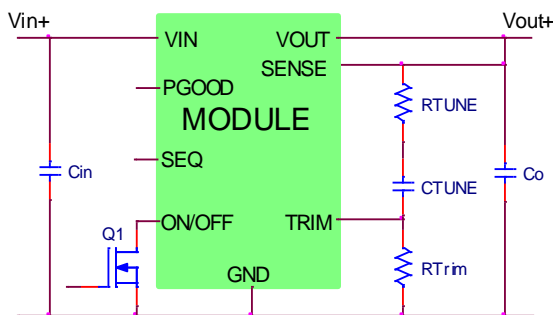 Vin+
Vout+
VIN
VOUT
SENSE
PGOOD
RTUNE
MODULE
Cin
SEQ
CTUNE
Co
Q1
ON/OFF
TRIM
RTrim
GND